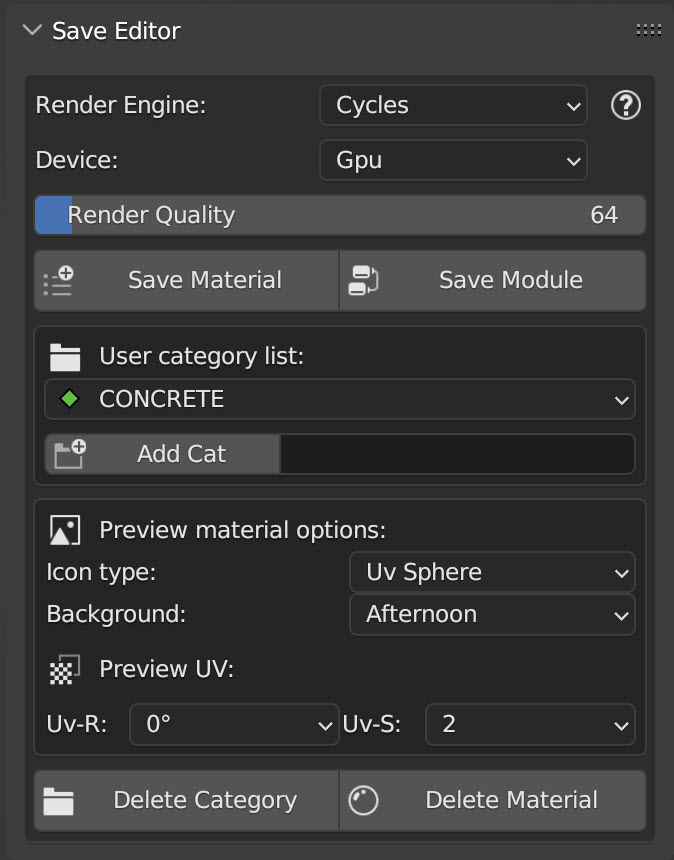 Save Editor
Render Engine: Cycles ?
Device: Gpu
Render Quality 64
Save Material Save Module
User category list:
CONCRETE
Add Cat
Preview material options:
Icon type: Uv Sphere
Background: Afternoon
Preview UV:
Uv-R: 0° Uv-S: 2
Delete Category Delete Material